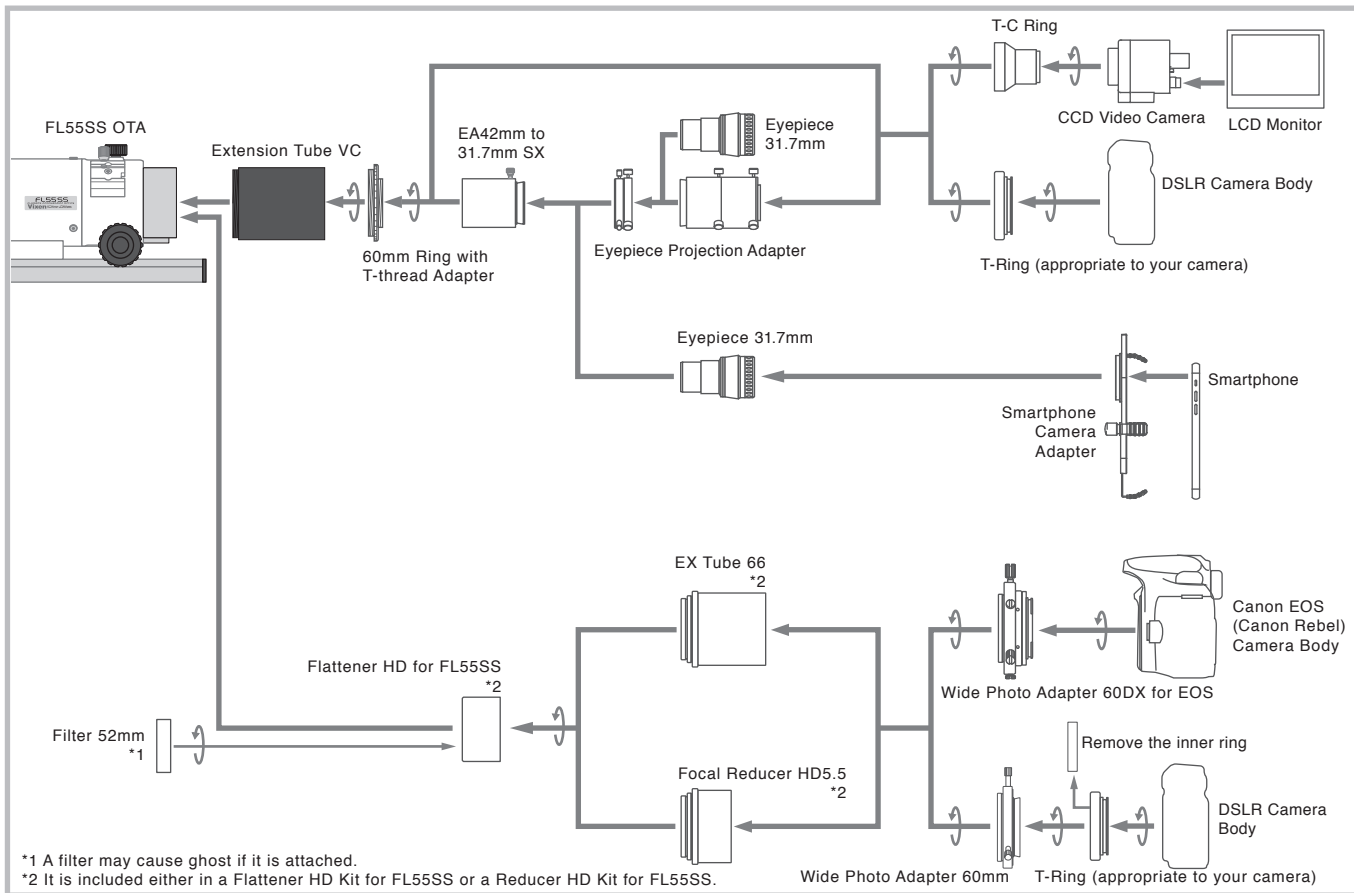 T-C Ring
CCD Video Camera
LCD Monitor
FL55SS OTA
Extension Tube VC
EA42mm to
31.7mm SX
Eyepiece
31.7mm
DSLR Camera Body
FL55SS
Vixen
60mm Ring with
T-thread Adapter
Eyepiece Projection Adapter
T-Ring (appropriate to your camera)
Eyepiece 31.7mm
Smartphone
Smartphone
Camera
Adapter
EX Tube 66
*2
Canon EOS
(Canon Rebel)
Camera Body
Flattener HD for FL55SS
*2
Wide Photo Adapter 60DX for EOS
Filter 52mm
*1
Remove the inner ring
Focal Reducer HD5.5
*2
DSLR Camera
Body
*1 A filter may cause ghost if it is attached.
*2 It is included either in a Flattener HD Kit for FL55SS or a Reducer HD Kit for FL55SS.
Wide Photo Adapter 60mm
T-Ring (appropriate to your camera)